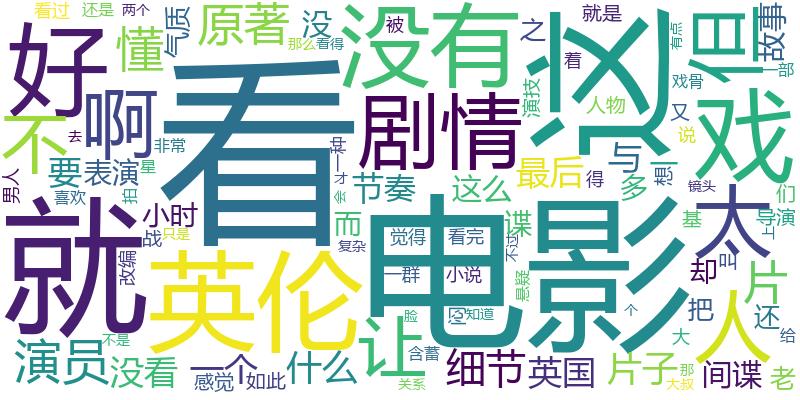 看过
还是
两个
原著
没
被
没有
之
但
就是
故事
有点
一部
好
懂
气质
那么
看得
着
戏骨
啊
看
剧情
演技
这
人物
又
戏
说
不
去
非常
要
表演
星
男人
喜欢
拍
一种
会
节奏
这么
最后
与
得
多
想
镜头
们
小时
而
谍
太
基
导演
上
就
战
只是
改编
英伦
复杂
电影
觉得
看完
不过
却
片
一群
小说
悬疑
人
把
还
脸
知道
个
大
给
让
演员
不是
没看
一个
感觉
如此
什么
含蓄
关系
细节
英国
片子
那
大叔
间谍
老